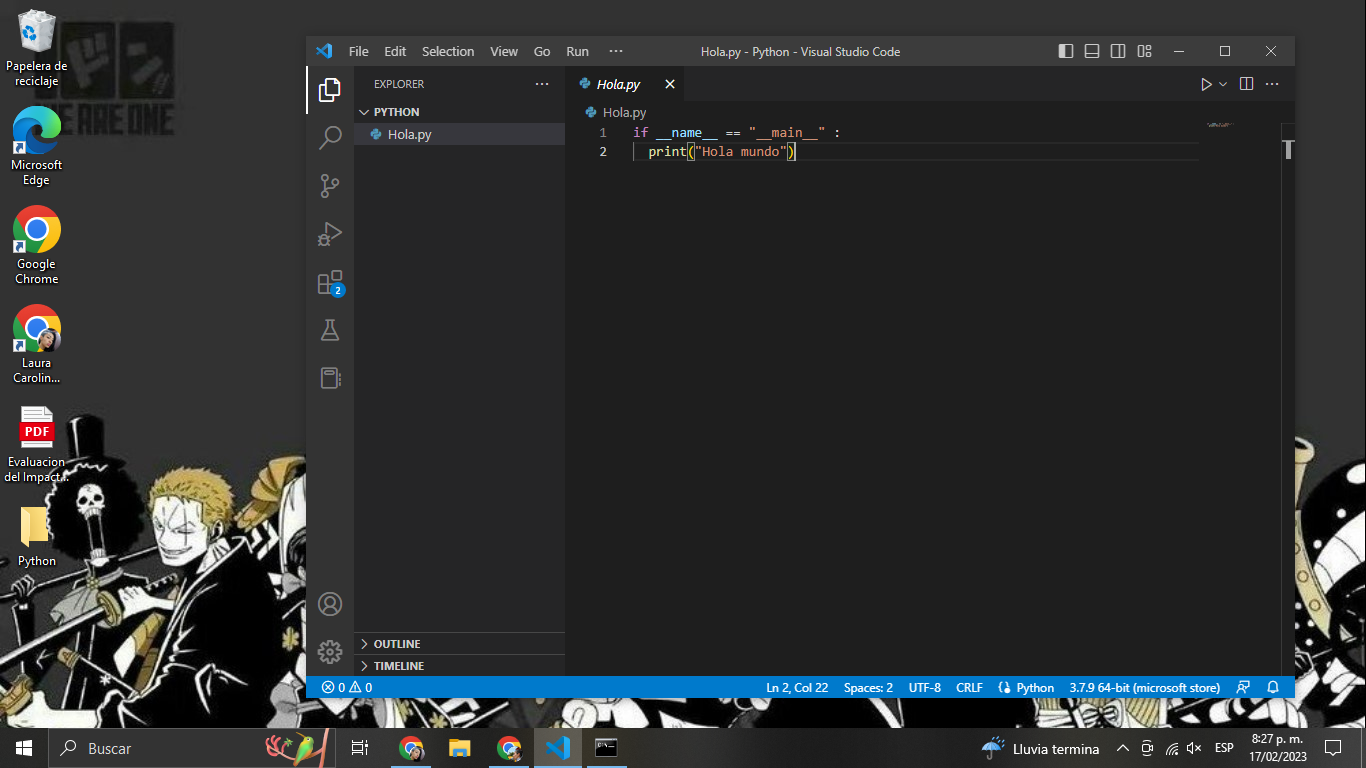 Papelera de
reciclaje
WE ARE ONE
Microsoft
Edge
Google
Chrome
Laura
Carolin...
PDF
Evaluacion
del Impact...
Python
File Edit Selection View Go Run ···
Hola.py - Python - Visual Studio Code
EXPLORER
PYTHON
Hola.py
2
OUTLINE
TIMELINE
Hola.py
Hola.py
1 if __name__ == "__main__" :
2 print("Hola mundo")
0 0
Ln 2, Col 22 Spaces: 2 UTF-8 CRLF Python 3.7.9 64-bit (microsoft store)
Buscar
Lluvia termina
ESP
8:27 p. m.
17/02/2023